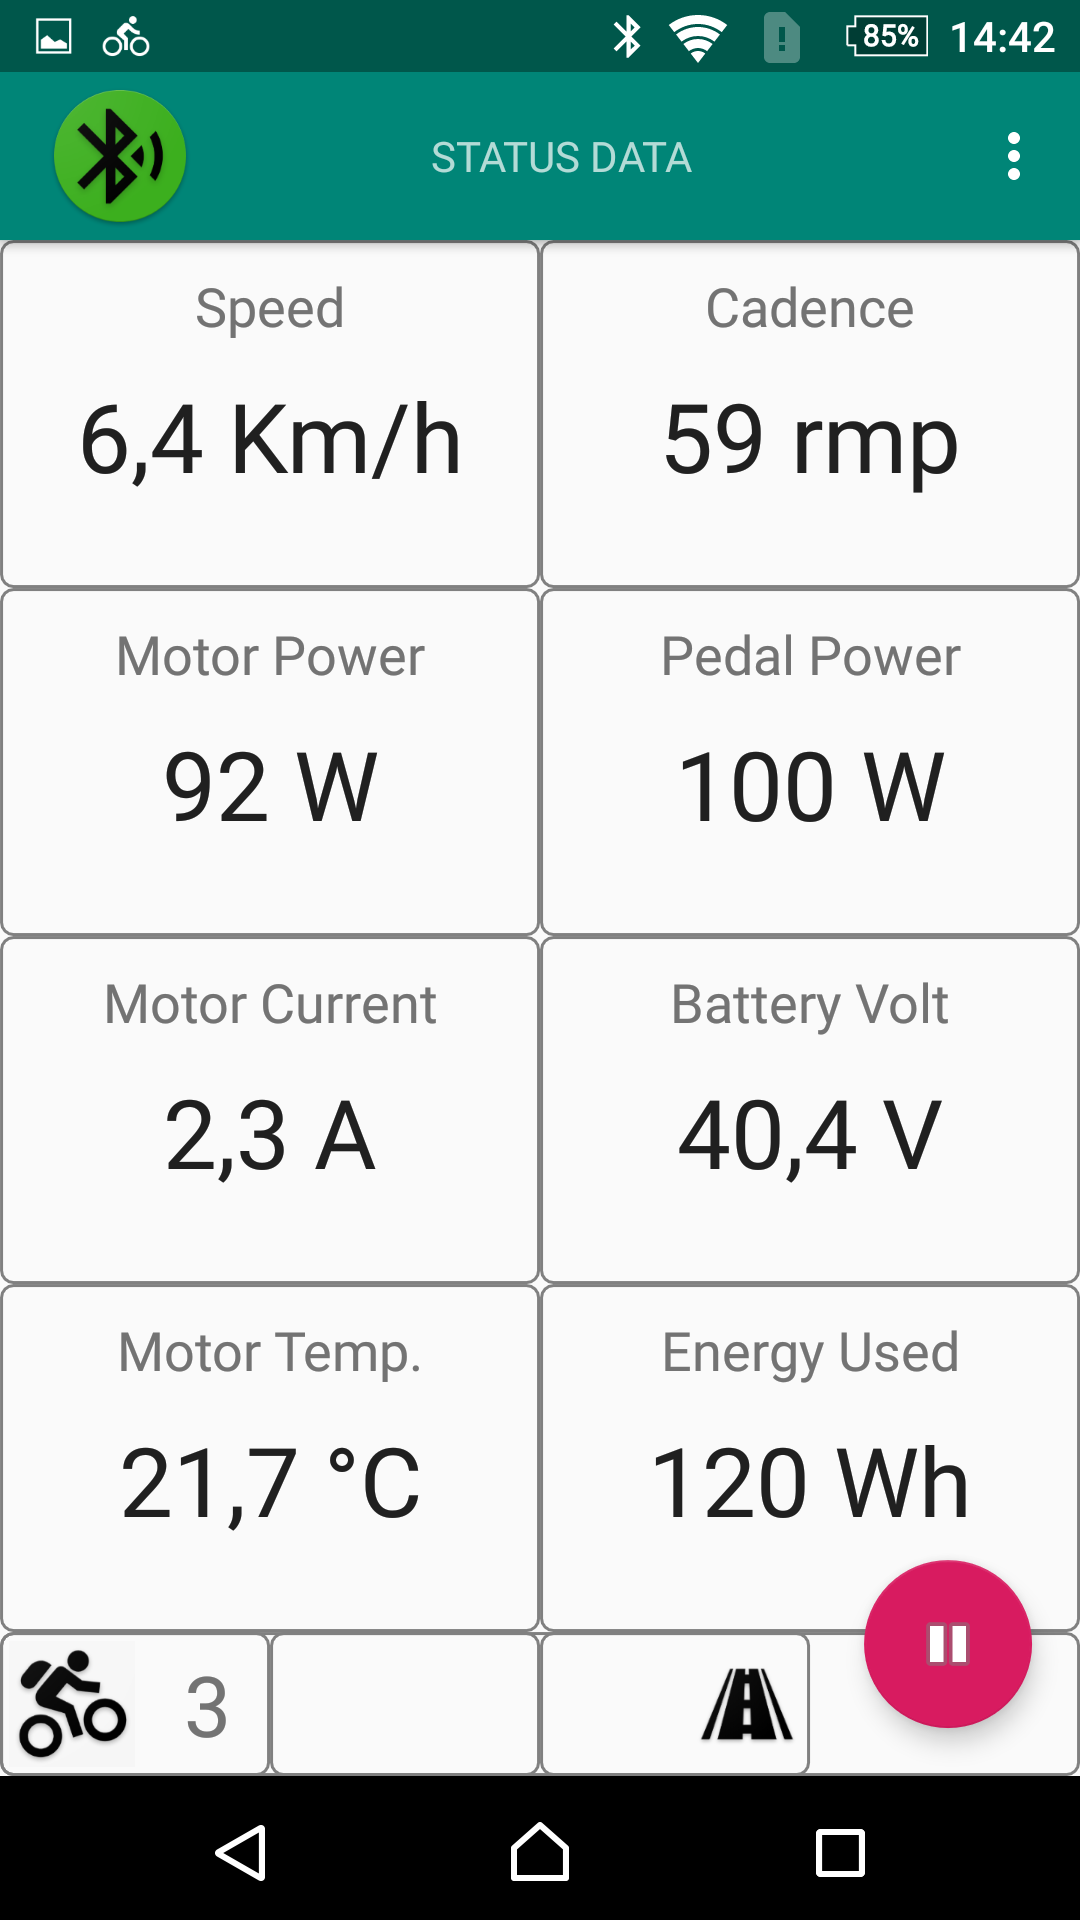 85% 14:42
STATUS DATA
Speed Cadence
6,4 Km/h 59 rmp
Motor Power Pedal Power
92 W 100 W
Motor Current Battery Volt
2,3 A 40,4 V
Motor Temp. Energy Used
21,7 °C 120 Wh
3